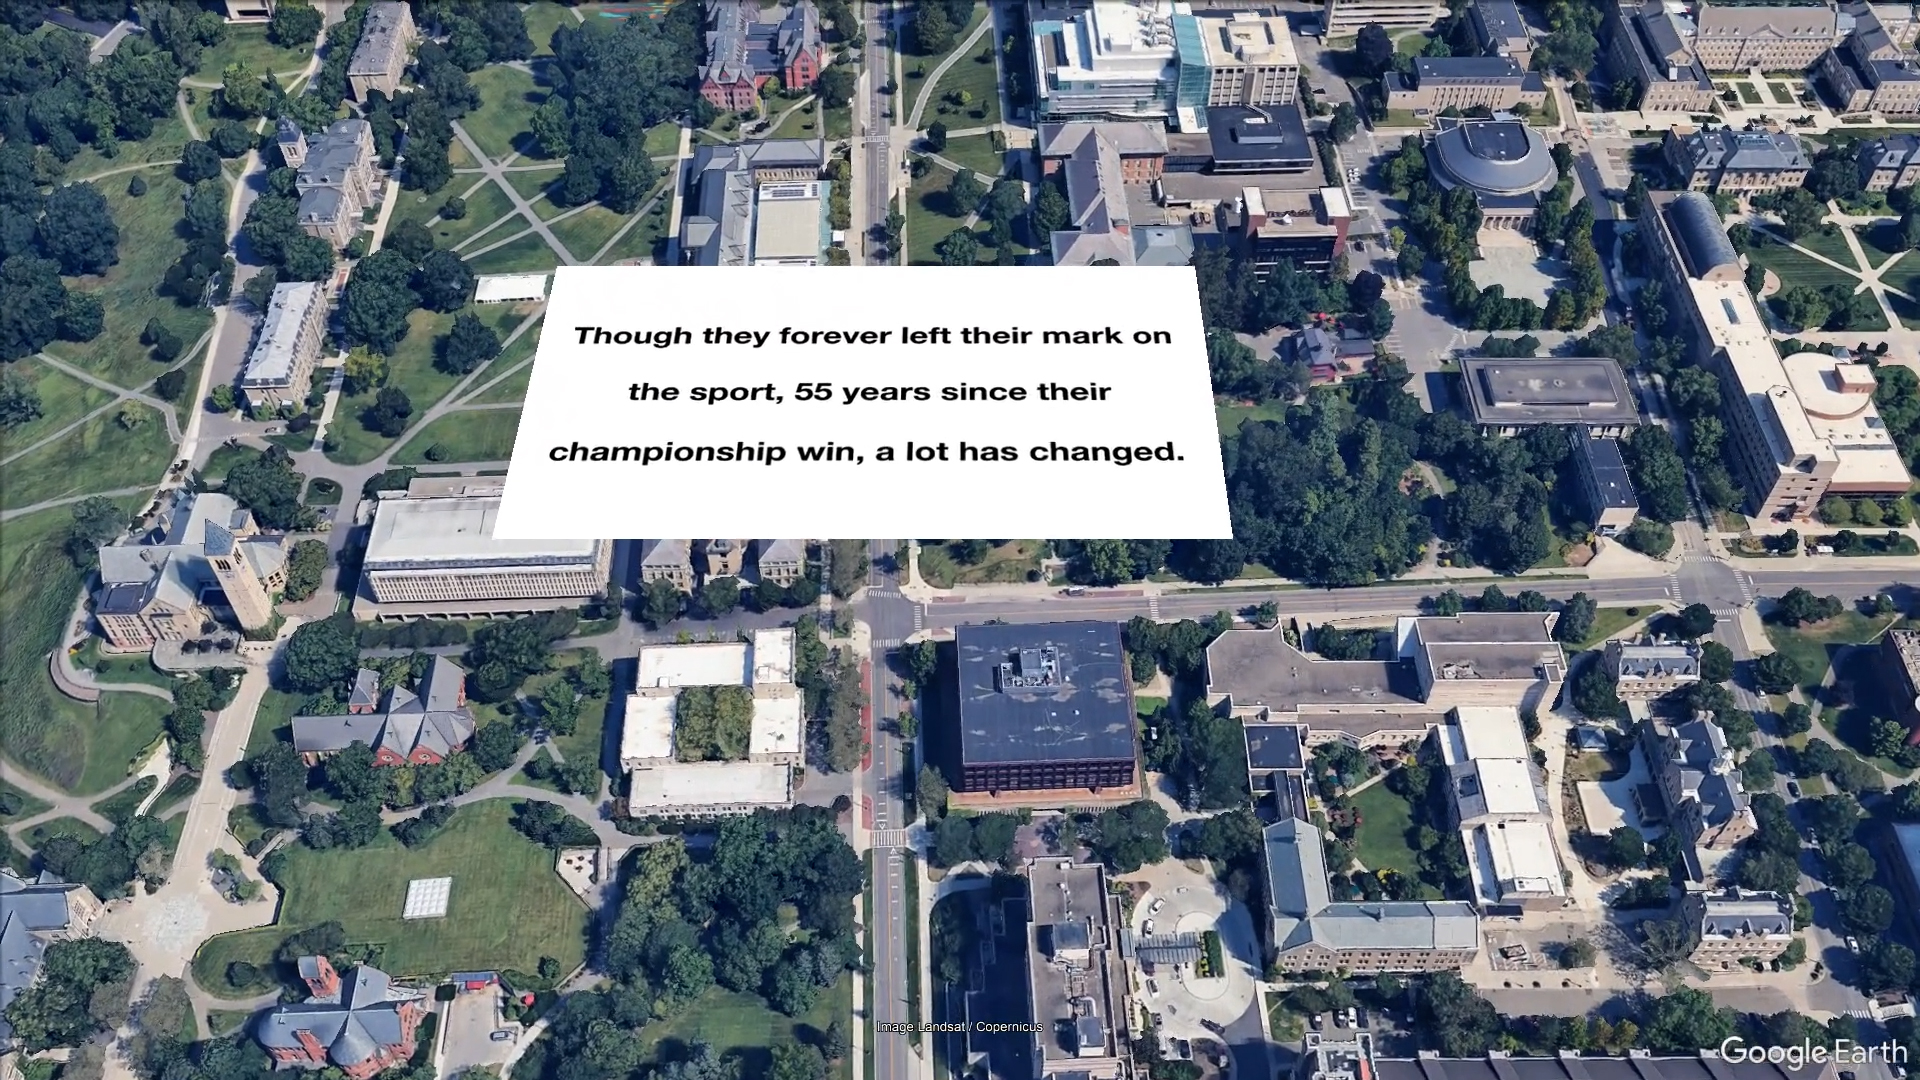 Though they forever left their mark on
the sport, 55 years since their
championship win, a lot has changed.
Image Landsat / Copernicus
Google Earth